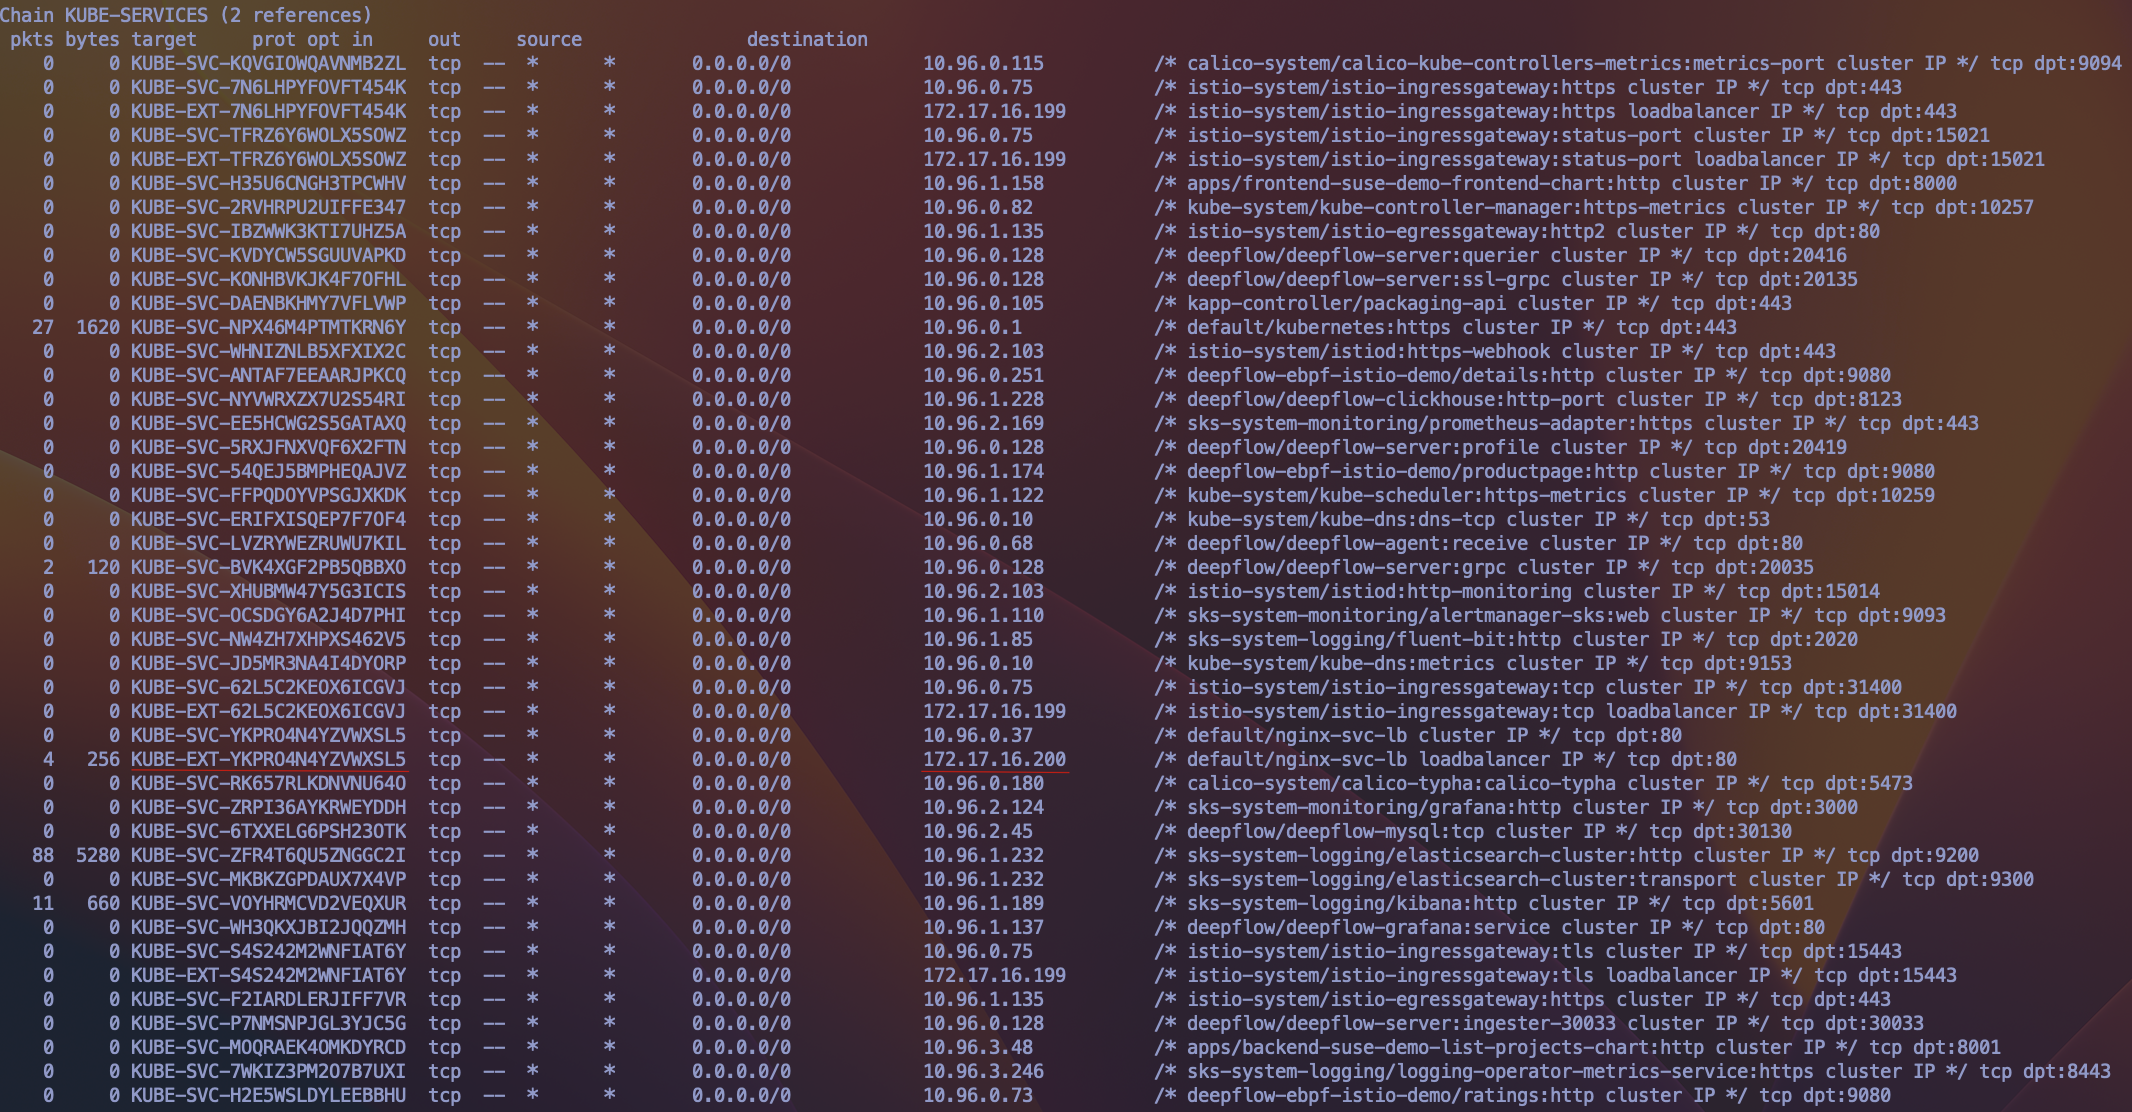 Chain KUBE-SERVICES (2 references)
pkts bytes target prot opt in out source destination
0 0 KUBE-SVC-KQVGIOWQAVNMB2ZL tcp -- * * 0.0.0.0/0 10.96.0.115 /* calico-system/calico-kube-controllers-metrics:metrics-port cluster IP */ tcp dpt:9094
0 0 KUBE-SVC-7N6LHPYFOVFT454K tcp -- * * 0.0.0.0/0 10.96.0.75 /* istio-system/istio-ingressgateway:https cluster IP */ tcp dpt:443
0 0 KUBE-EXT-7N6LHPYFOVFT454K tcp -- * * 0.0.0.0/0 172.17.16.199 /* istio-system/istio-ingressgateway:https loadbalancer IP */ tcp dpt:443
0 0 KUBE-SVC-TFRZ6Y6WOLX5SOWZ tcp -- * * 0.0.0.0/0 10.96.0.75 /* istio-system/istio-ingressgateway:status-port cluster IP */ tcp dpt:15021
0 0 KUBE-EXT-TFRZ6Y6WOLX5SOWZ tcp -- * * 0.0.0.0/0 172.17.16.199 /* istio-system/istio-ingressgateway:status-port loadbalancer IP */ tcp dpt:15021
0 0 KUBE-SVC-H35U6CNGH3TPCWHV tcp -- * * 0.0.0.0/0 10.96.1.158 /* apps/frontend-suse-demo-frontend-chart:http cluster IP */ tcp dpt:8000
0 0 KUBE-SVC-2RVHRPU2UIFFE347 tcp -- * * 0.0.0.0/0 10.96.0.82 /* kube-system/kube-controller-manager:https-metrics cluster IP */ tcp dpt:10257
0 0 KUBE-SVC-IBZWWK3KTI7UHZ5A tcp -- * * 0.0.0.0/0 10.96.1.135 /* istio-system/istio-egressgateway:http2 cluster IP */ tcp dpt:80
0 0 KUBE-SVC-KVDYCW5SGUUVAPKD tcp -- * * 0.0.0.0/0 10.96.0.128 /* deepflow/deepflow-server:querier cluster IP */ tcp dpt:20416
0 0 KUBE-SVC-KONHBVKJK4F7OFHL tcp -- * * 0.0.0.0/0 10.96.0.128 /* deepflow/deepflow-server:ssl-grpc cluster IP */ tcp dpt:20135
0 0 KUBE-SVC-DAENBKHMY7VFLVWP tcp -- * * 0.0.0.0/0 10.96.0.105 /* kapp-controller/packaging-api cluster IP */ tcp dpt:443
27 1620 KUBE-SVC-NPX46M4PTMTKRN6Y tcp -- * * 0.0.0.0/0 10.96.0.1 /* default/kubernetes:https cluster IP */ tcp dpt:443
0 0 KUBE-SVC-WHNIZNLB5XFXIX2C tcp -- * * 0.0.0.0/0 10.96.2.103 /* istio-system/istiod:https-webhook cluster IP */ tcp dpt:443
0 0 KUBE-SVC-ANTAF7EEAARJPKCQ tcp -- * * 0.0.0.0/0 10.96.0.251 /* deepflow-ebpf-istio-demo/details:http cluster IP */ tcp dpt:9080
0 0 KUBE-SVC-NYVWRXZX7U2S54RI tcp -- * * 0.0.0.0/0 10.96.1.228 /* deepflow/deepflow-clickhouse:http-port cluster IP */ tcp dpt:8123
0 0 KUBE-SVC-EE5HCWG2S5GATAXQ tcp -- * * 0.0.0.0/0 10.96.2.169 /* sks-system-monitoring/prometheus-adapter:https cluster IP */ tcp dpt:443
0 0 KUBE-SVC-5RXJFNXVQF6X2FTN tcp -- * * 0.0.0.0/0 10.96.0.128 /* deepflow/deepflow-server:profile cluster IP */ tcp dpt:20419
0 0 KUBE-SVC-54QEJ5BMPHEQAJVZ tcp -- * * 0.0.0.0/0 10.96.1.174 /* deepflow-ebpf-istio-demo/productpage:http cluster IP */ tcp dpt:9080
0 0 KUBE-SVC-FFPQDOYVPSGJXKDK tcp -- * * 0.0.0.0/0 10.96.1.122 /* kube-system/kube-scheduler:https-metrics cluster IP */ tcp dpt:10259
0 0 KUBE-SVC-ERIFXISQEP7F7OF4 tcp -- * * 0.0.0.0/0 10.96.0.10 /* kube-system/kube-dns:dns-tcp cluster IP */ tcp dpt:53
0 0 KUBE-SVC-LVZRYWEZRUWU7KIL tcp -- * * 0.0.0.0/0 10.96.0.68 /* deepflow/deepflow-agent:receive cluster IP */ tcp dpt:80
2 120 KUBE-SVC-BVK4XGF2PB5QBBXO tcp -- * * 0.0.0.0/0 10.96.0.128 /* deepflow/deepflow-server:grpc cluster IP */ tcp dpt:20035
0 0 KUBE-SVC-XHUBMW47Y5G3ICIS tcp -- * * 0.0.0.0/0 10.96.2.103 /* istio-system/istiod:http-monitoring cluster IP */ tcp dpt:15014
0 0 KUBE-SVC-OCSDGY6A2J4D7PHI tcp -- * * 0.0.0.0/0 10.96.1.110 /* sks-system-monitoring/alertmanager-sks:web cluster IP */ tcp dpt:9093
0 0 KUBE-SVC-NW4ZH7XHPXS462V5 tcp -- * * 0.0.0.0/0 10.96.1.85 /* sks-system-logging/fluent-bit:http cluster IP */ tcp dpt:2020
0 0 KUBE-SVC-JD5MR3NA4I4DYORP tcp -- * * 0.0.0.0/0 10.96.0.10 /* kube-system/kube-dns:metrics cluster IP */ tcp dpt:9153
0 0 KUBE-SVC-62L5C2KEOX6ICGVJ tcp -- * * 0.0.0.0/0 10.96.0.75 /* istio-system/istio-ingressgateway:tcp cluster IP */ tcp dpt:31400
0 0 KUBE-EXT-62L5C2KEOX6ICGVJ tcp -- * * 0.0.0.0/0 172.17.16.199 /* istio-system/istio-ingressgateway:tcp loadbalancer IP */ tcp dpt:31400
0 0 KUBE-SVC-YKPRO4N4YZVWXSL5 tcp -- * * 0.0.0.0/0 10.96.0.37 /* default/nginx-svc-lb cluster IP */ tcp dpt:80
4 256 KUBE-EXT-YKPRO4N4YZVWXSL5 tcp -- * * 0.0.0.0/0 172.17.16.200 /* default/nginx-svc-lb loadbalancer IP */ tcp dpt:80
0 0 KUBE-SVC-RK657RLKDNVNU64O tcp -- * * 0.0.0.0/0 10.96.0.180 /* calico-system/calico-typha:calico-typha cluster IP */ tcp dpt:5473
0 0 KUBE-SVC-ZRPI36AYKRWEYDDH tcp -- * * 0.0.0.0/0 10.96.2.124 /* sks-system-monitoring/grafana:http cluster IP */ tcp dpt:3000
0 0 KUBE-SVC-6TXXELG6PSH23OTK tcp -- * * 0.0.0.0/0 10.96.2.45 /* deepflow/deepflow-mysql:tcp cluster IP */ tcp dpt:30130
88 5280 KUBE-SVC-ZFR4T6QU5ZNGGC2I tcp -- * * 0.0.0.0/0 10.96.1.232 /* sks-system-logging/elasticsearch-cluster:http cluster IP */ tcp dpt:9200
0 0 KUBE-SVC-MKBKZGPDAUX7X4VP tcp -- * * 0.0.0.0/0 10.96.1.232 /* sks-system-logging/elasticsearch-cluster:transport cluster IP */ tcp dpt:9300
11 660 KUBE-SVC-VOYHRMCVD2VEQXUR tcp -- * * 0.0.0.0/0 10.96.1.189 /* sks-system-logging/kibana:http cluster IP */ tcp dpt:5601
0 0 KUBE-SVC-WH3QKXJBI2JQQZMH tcp -- * * 0.0.0.0/0 10.96.1.137 /* deepflow/deepflow-grafana:service cluster IP */ tcp dpt:80
0 0 KUBE-SVC-S4S242M2WNFIAT6Y tcp -- * * 0.0.0.0/0 10.96.0.75 /* istio-system/istio-ingressgateway:tls cluster IP */ tcp dpt:15443
0 0 KUBE-EXT-S4S242M2WNFIAT6Y tcp -- * * 0.0.0.0/0 172.17.16.199 /* istio-system/istio-ingressgateway:tls loadbalancer IP */ tcp dpt:15443
0 0 KUBE-SVC-F2IARDLERJIFF7VR tcp -- * * 0.0.0.0/0 10.96.1.135 /* istio-system/istio-egressgateway:https cluster IP */ tcp dpt:443
0 0 KUBE-SVC-P7NMSNPJGL3YJC5G tcp -- * * 0.0.0.0/0 10.96.0.128 /* deepflow/deepflow-server:ingester-30033 cluster IP */ tcp dpt:30033
0 0 KUBE-SVC-MOQRAEK4OMKDYRCD tcp -- * * 0.0.0.0/0 10.96.3.48 /* apps/backend-suse-demo-list-projects-chart:http cluster IP */ tcp dpt:8001
0 0 KUBE-SVC-7WKIZ3PM2O7B7UXI tcp -- * * 0.0.0.0/0 10.96.3.246 /* sks-system-logging/logging-operator-metrics-service:https cluster IP */ tcp dpt:8443
0 0 KUBE-SVC-H2E5WSLDYLEEBBHU tcp -- * * 0.0.0.0/0 10.96.0.73 /* deepflow-ebpf-istio-demo/ratings:http cluster IP */ tcp dpt:9080